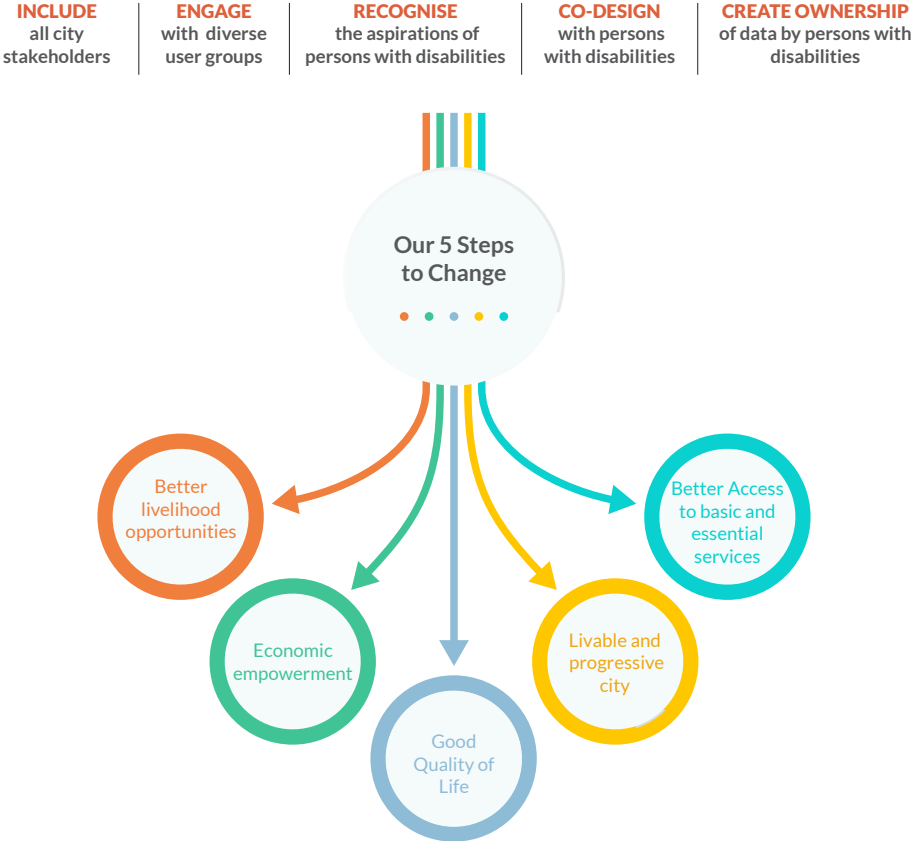 INCLUDE
all city
stakeholders
ENGAGE
with diverse
user groups
RECOGNISE
the aspirations of
persons with disabilities
CO-DESIGN
with persons
with disabilities
CREATE OWNERSHIP
of data by persons with
disabilities
Our 5 Steps
to Change
Better
livelihood
opportunities
Economic
empowerment
Good
Quality of
Life
Livable and
progressive
city
Better Access
to basic and
essential
services